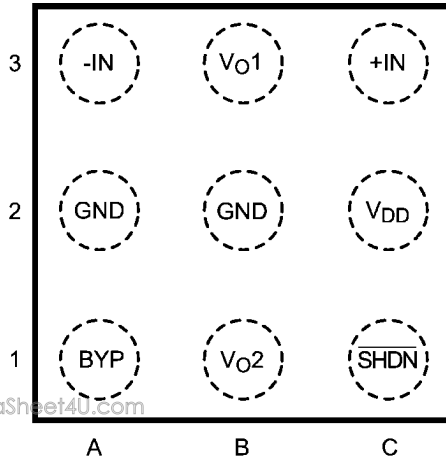 3 -IN VO1 +IN
2 GND GND VDD
1 BYP VO2 SHDN
aSheet4U.com
A B C